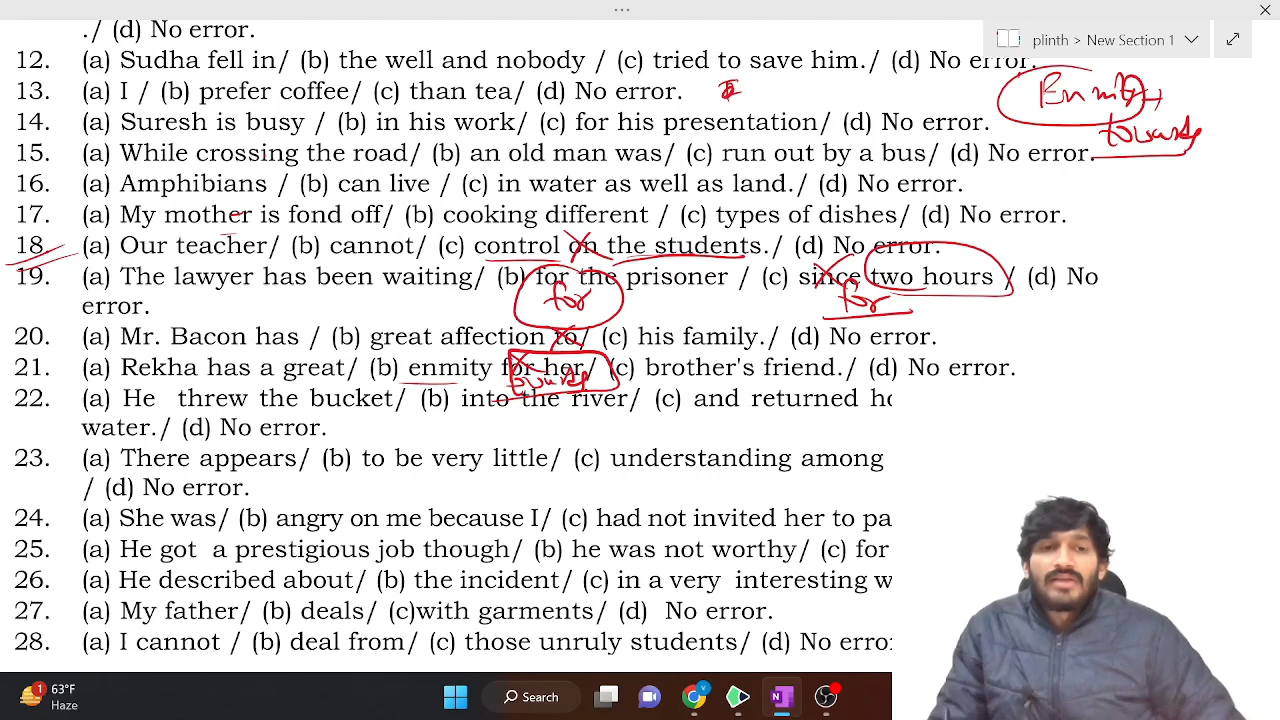 ./ (d) No error.
plinth > New Section 1
12. (a) Sudha fell in/ (b) the well and nobody / (c) tried to save him./ (d) No error.
Enmity
13. (a) I / (b) prefer coffee/ (c) than tea/ (d) No error.
14. (a) Suresh is busy / (b) in his work/ (c) for his presentation/ (d) No error.
towards
15. (a) While crossing the road/ (b) an old man was/ (c) run out by a bus/ (d) No error.
16. (a) Amphibians / (b) can live / (c) in water as well as land./ (d) No error.
17. (a) My mother is fond off/ (b) cooking different / (c) types of dishes/ (d) No error.
18. (a) Our teacher/ (b) cannot/ (c) control on the students./ (d) No error.
19. (a) The lawyer has been waiting/ (b) for the prisoner / (c) since two hours / (d) No
for for
error.
20. (a) Mr. Bacon has / (b) great affection to/ (c) his family./ (d) No error.
21. (a) Rekha has a great/ (b) enmity for her/ (c) brother's friend./ (d) No error.
towards
22. (a) He threw the bucket/ (b) into the river/ (c) and returned
water./ (d) No error.
23. (a) There appears/ (b) to be very little/ (c) understanding among
/ (d) No error.
24. (a) She was/ (b) angry on me because I/ (c) had not invited her to pa
25. (a) He got a prestigious job though/ (b) he was not worthy/ (c) for
26. (a) He described about/ (b) the incident/ (c) in a very interesting w
27. (a) My father/ (b) deals/ (c)with garments/ (d) No error.
28. (a) I cannot / (b) deal from/ (c) those unruly students/ (d) No erro
1
63°F
Haze
Search